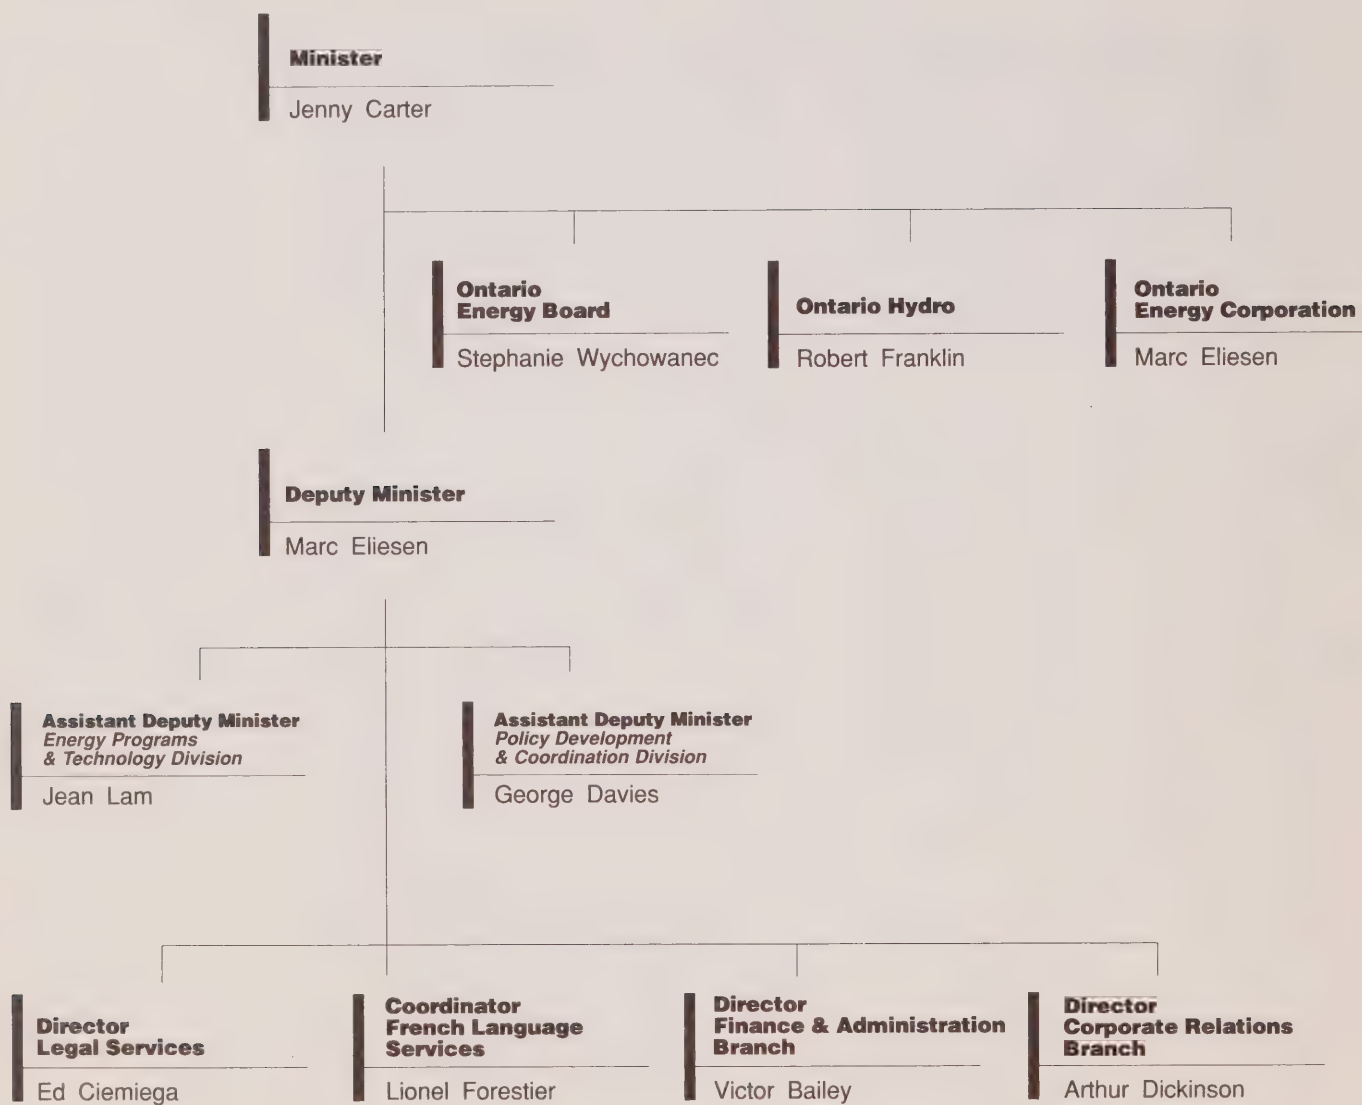 Minister
Jenny Carter
Ontario
Energy Board
Stephanie Wychowanec
Ontario Hydro
Robert Franklin
Ontario
Energy Corporation
Marc Eliesen
Deputy Minister
Marc Eliesen
Assistant Deputy Minister
Energy Programs
& Technology Division
Jean Lam
Assistant Deputy Minister
Policy Development
& Coordination Division
George Davies
Director
Legal Services
Ed Ciemiega
Coordinator
French Language
Services
Lionel Forestier
Director
Finance & Administration
Branch
Victor Bailey
Director
Corporate Relations
Branch
Arthur Dickinson